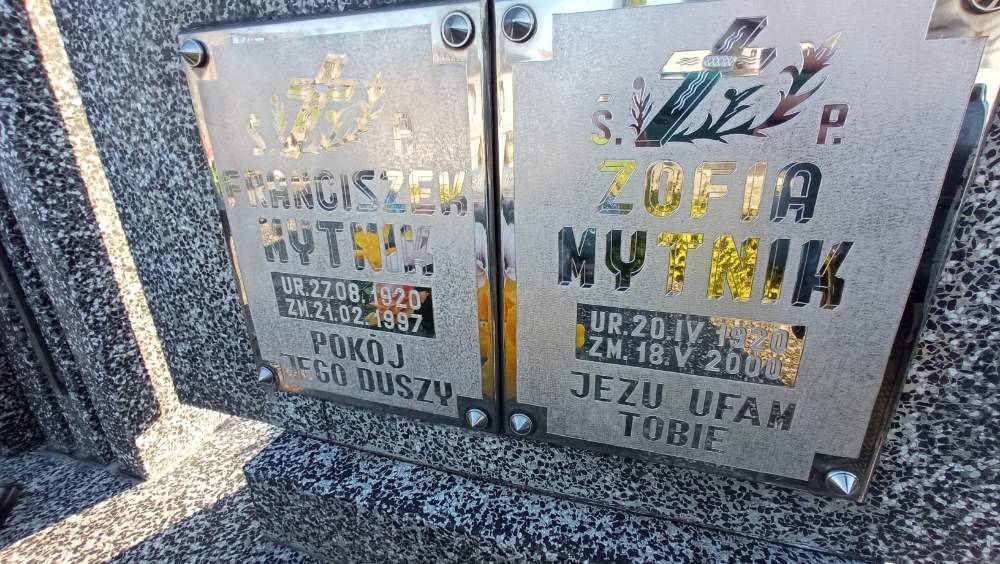 Ś. P.
FRANCISZEK
MYTNIK
UR. 27.08.1920
ZM. 21.02.1997
POKÓJ
JEGO DUSZY
Ś. P.
ZOFIA
MYTNIK
UR. 20.IV 1920
ZM. 18.V 2000
JEZU UFAM
TOBIE